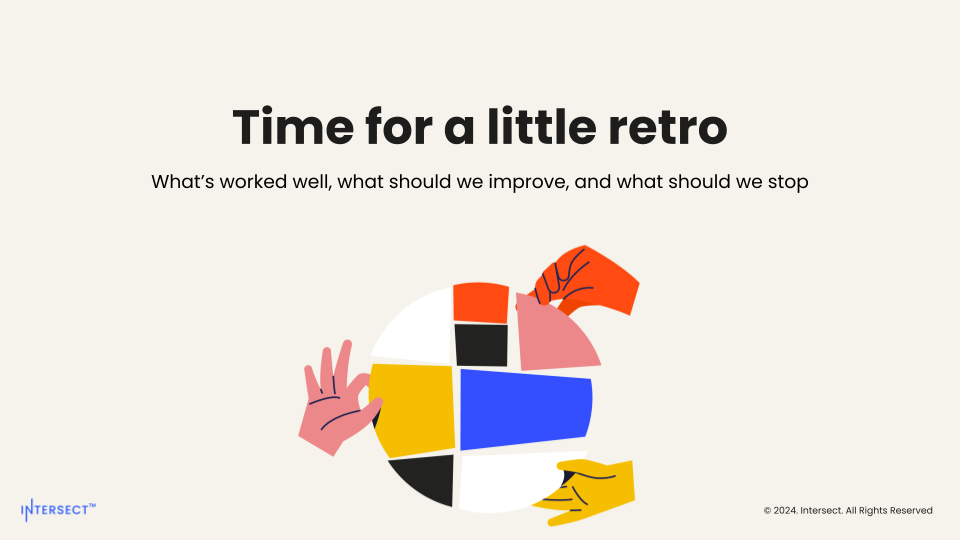 Time for a little retro
What’s worked well, what should we improve, and what should we stop
INTERSECT™
© 2024. Intersect. All Rights Reserved